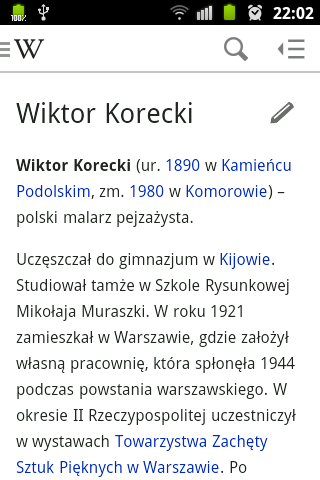 100%
22:02
W
Wiktor Korecki
Wiktor Korecki (ur. 1890 w Kamieńcu
Podolskim, zm. 1980 w Komorowie) –
polski malarz pejzażysta.
Uczęszczał do gimnazjum w Kijowie.
Studiował tamże w Szkole Rysunkowej
Mikołaja Muraszki. W roku 1921
zamieszkał w Warszawie, gdzie założył
własną pracownię, która spłonęła 1944
podczas powstania warszawskiego. W
okresie II Rzeczypospolitej uczestniczył
w wystawach Towarzystwa Zachęty
Sztuk Pięknych w Warszawie. Po